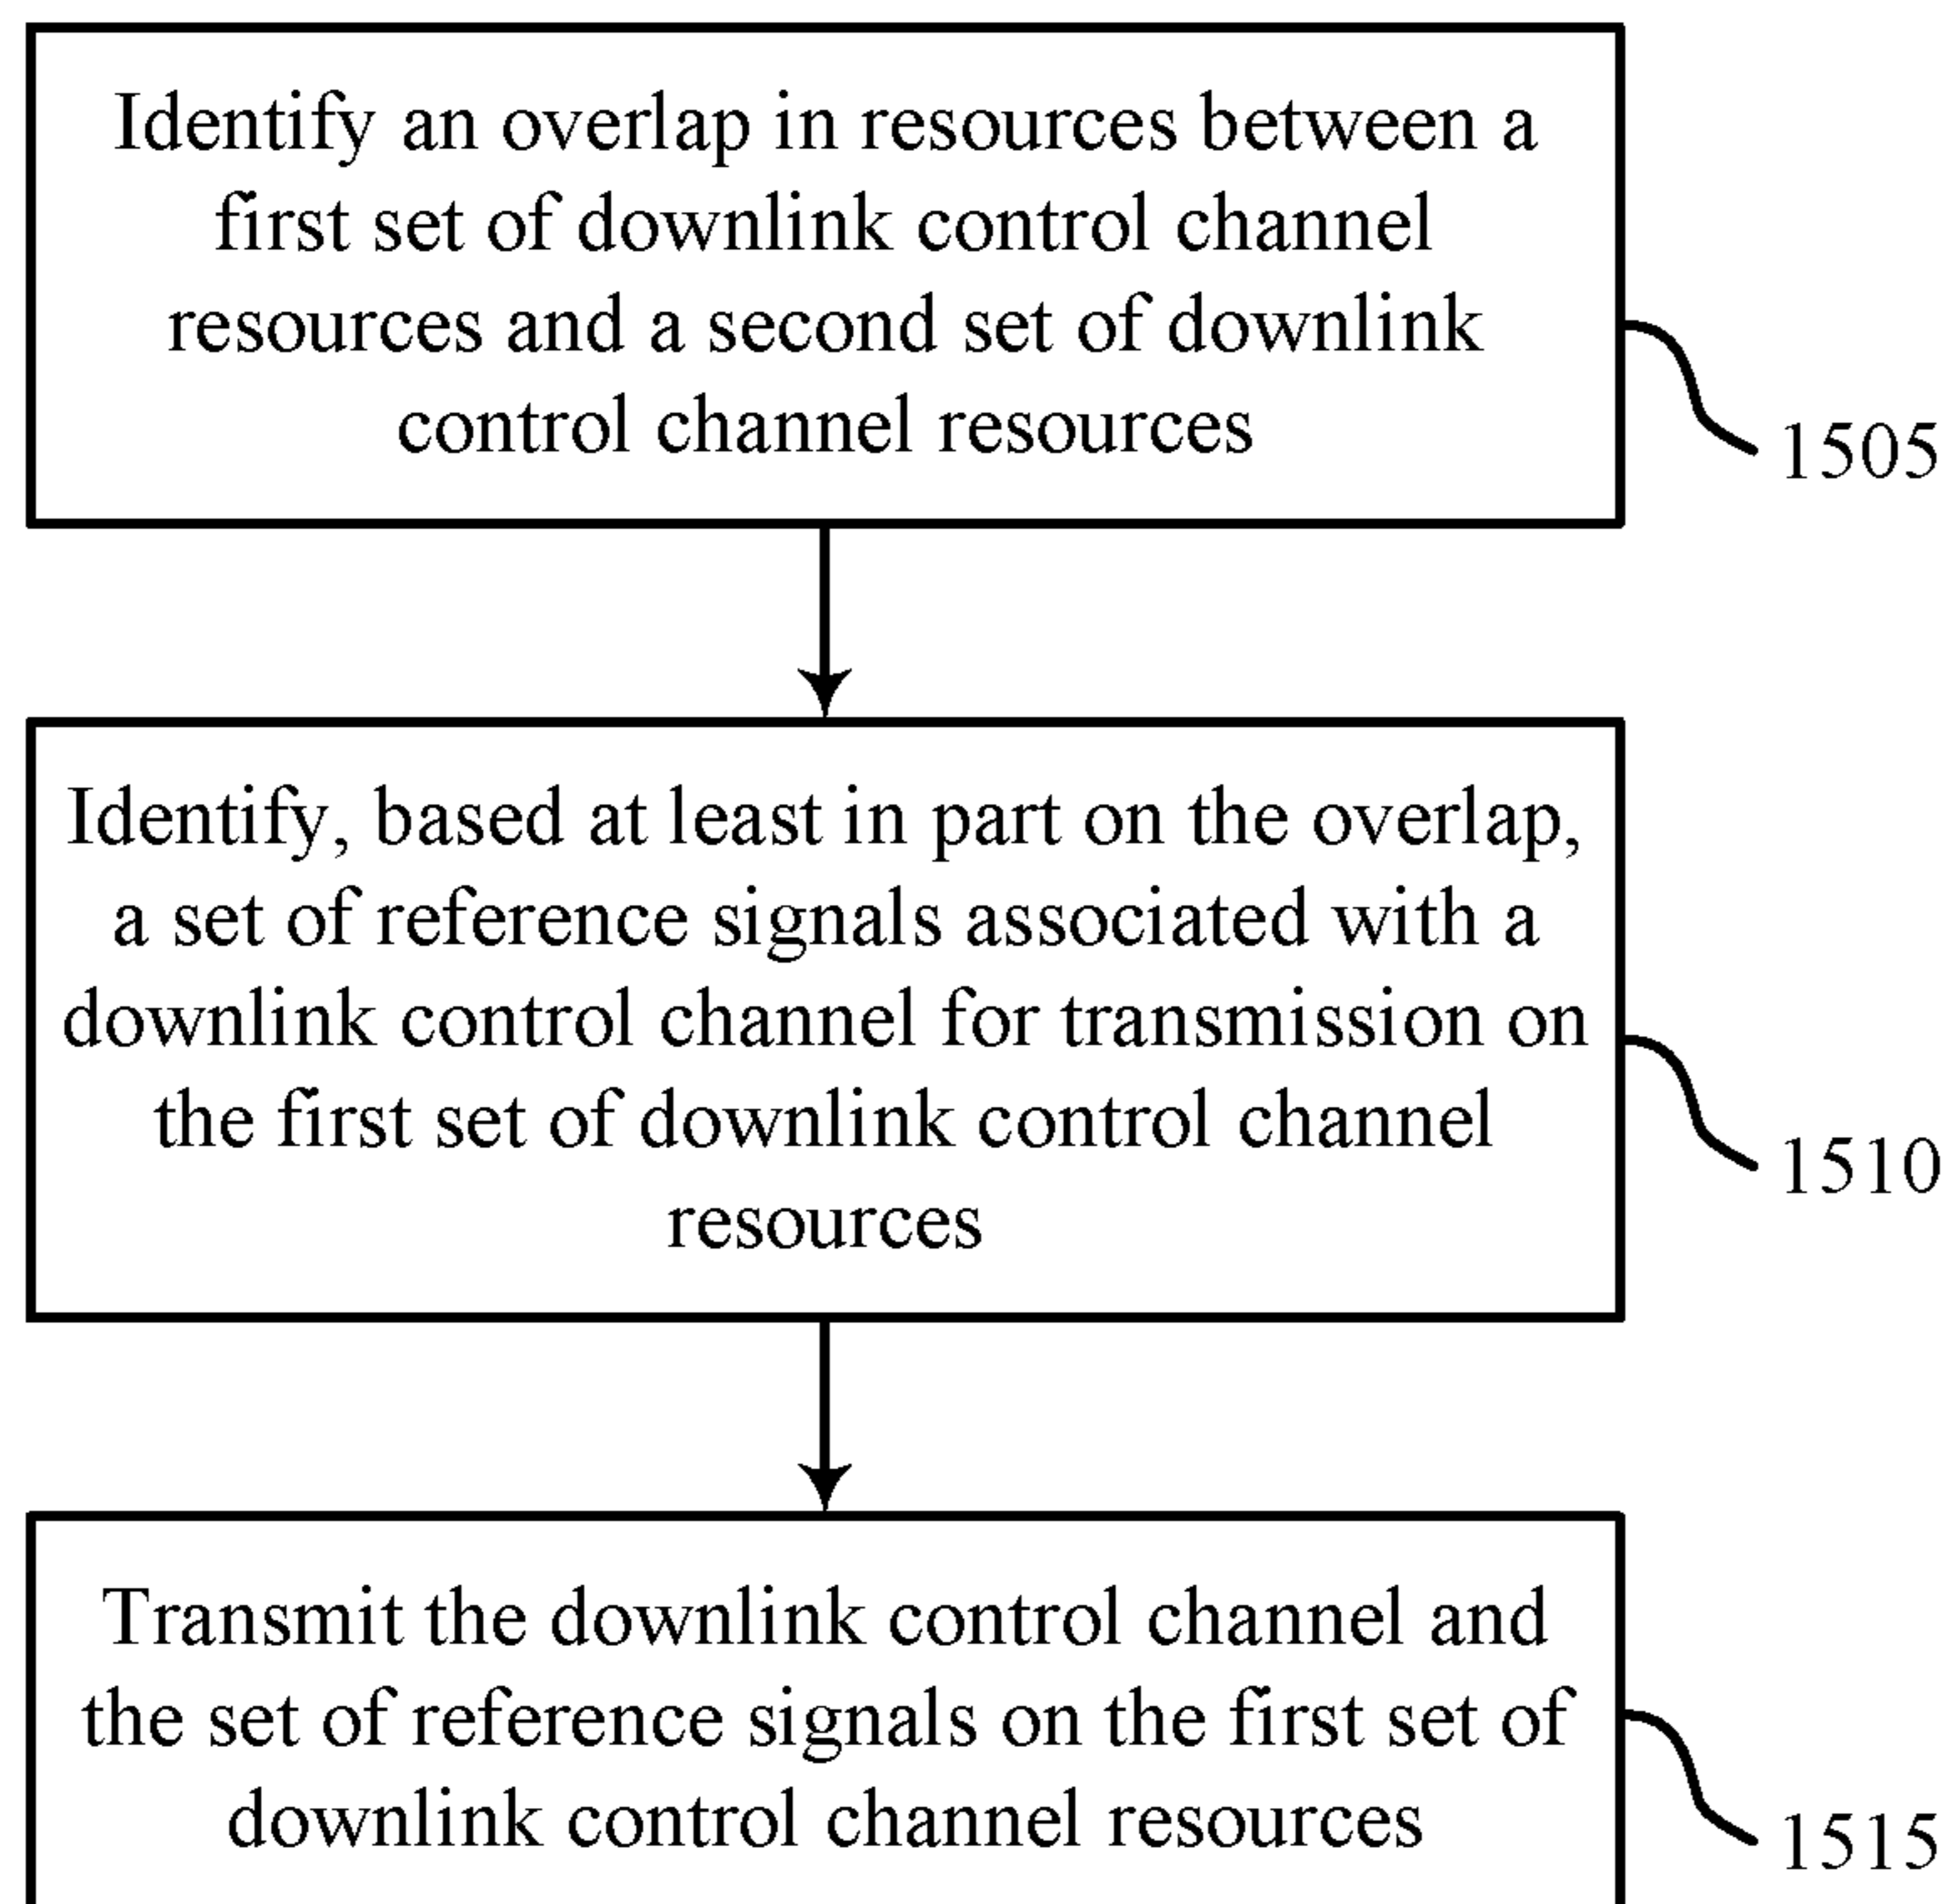 Identify an overlap in resources between a
first set of downlink control channel
resources and a second set of downlink
control channel resources
1505
Identify, based at least in part on the overlap,
a set of reference signals associated with a
downlink control channel for transmission on
the first set of downlink control channel
resources
1510
Transmit the downlink control channel and
the set of reference signals on the first set of
downlink control channel resources
1515